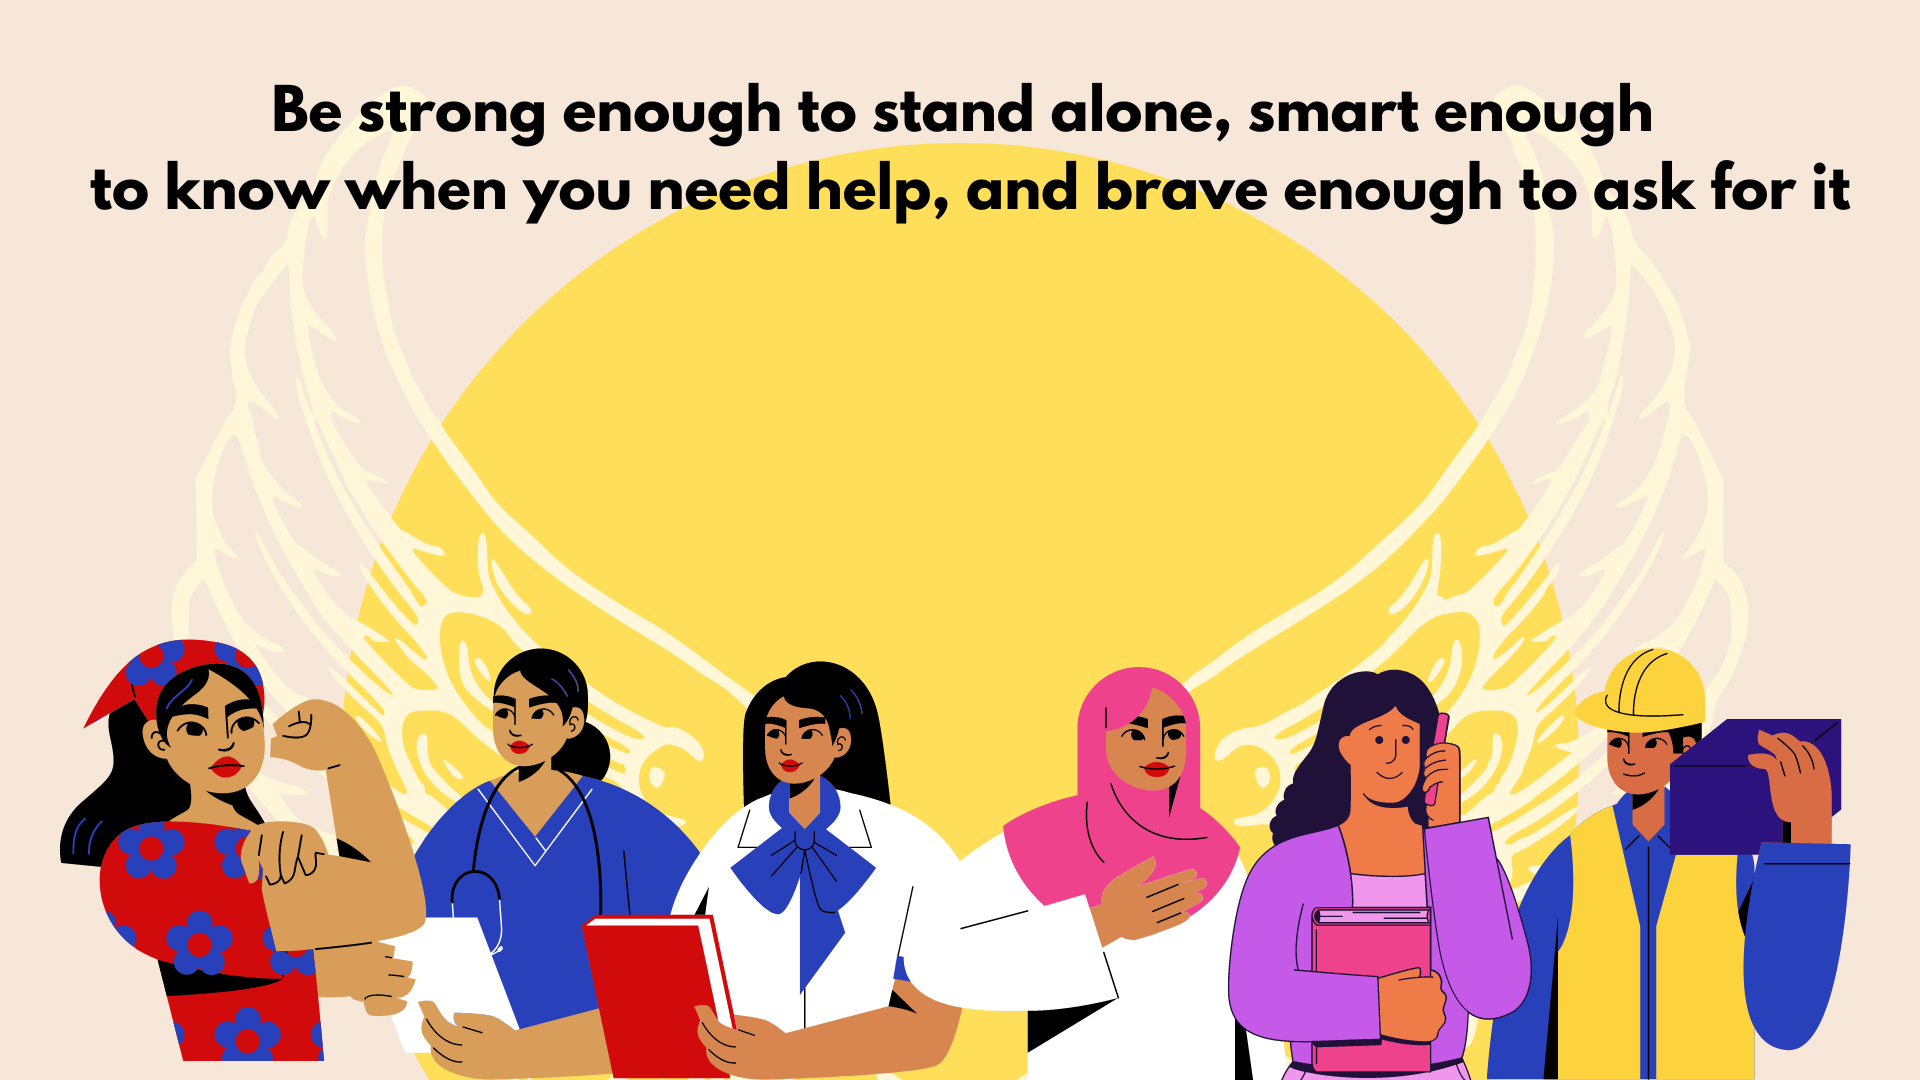 Be strong enough to stand alone, smart enough
to know when you need help, and brave enough to ask for it